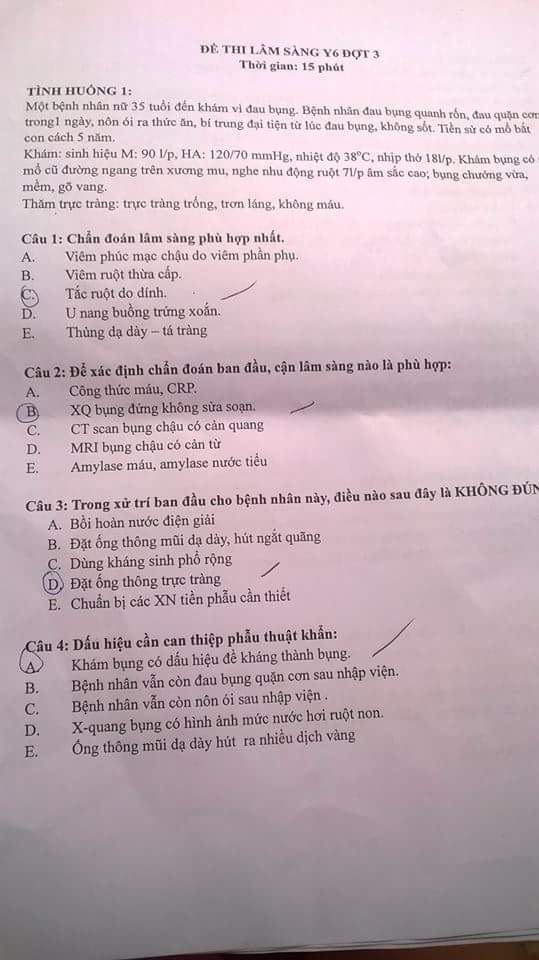 ĐỀ THI LÂM SÀNG Y6 ĐỢT 3
Thời gian: 15 phút
TÌNH HUỐNG 1:
Một bệnh nhân nữ 35 tuổi đến khám vì đau bụng. Bệnh nhân đau bụng quanh rốn, đau quặn cơn
trong1 ngày, nôn ói ra thức ăn, bí trung đại tiện từ lúc đau bụng, không sốt. Tiền sử có mổ bắt
con cách 5 năm.
Khám: sinh hiệu M: 90 l/p, HA: 120/70 mmHg, nhiệt độ 38°C, nhịp thở 18l/p. Khám bụng có
mổ cũ đường ngang trên xương mu, nghe nhu động ruột 7l/p âm sắc cao; bụng chướng vừa,
mềm, gõ vang.
Thăm trực tràng: trực tràng trống, trơn láng, không máu.
Câu 1: Chẩn đoán lâm sàng phù hợp nhất.
A. Viêm phúc mạc chậu do viêm phần phụ.
B. Viêm ruột thừa cấp.
C. Tắc ruột do dính.
D. U nang buồng trứng xoắn.
E. Thủng dạ dày – tá tràng
Câu 2: Để xác định chẩn đoán ban đầu, cận lâm sàng nào là phù hợp:
A. Công thức máu, CRP.
B. XQ bụng đứng không sửa soạn.
C. CT scan bụng chậu có cản quang
D. MRI bụng chậu có cản từ
E. Amylase máu, amylase nước tiểu
Câu 3: Trong xử trí ban đầu cho bệnh nhân này, điều nào sau đây là KHÔNG ĐÚN
A. Bồi hoàn nước điện giải
B. Đặt ống thông mũi dạ dày, hút ngắt quãng
C. Dùng kháng sinh phổ rộng
D. Đặt ống thông trực tràng
E. Chuẩn bị các XN tiền phẫu cần thiết
Câu 4: Dấu hiệu cần can thiệp phẫu thuật khẩn:
A. Khám bụng có dấu hiệu đề kháng thành bụng.
B. Bệnh nhân vẫn còn đau bụng quặn cơn sau nhập viện.
C. Bệnh nhân vẫn còn nôn ói sau nhập viện .
D. X-quang bụng có hình ảnh mức nước hơi ruột non.
E. Ống thông mũi dạ dày hút ra nhiều dịch vàng